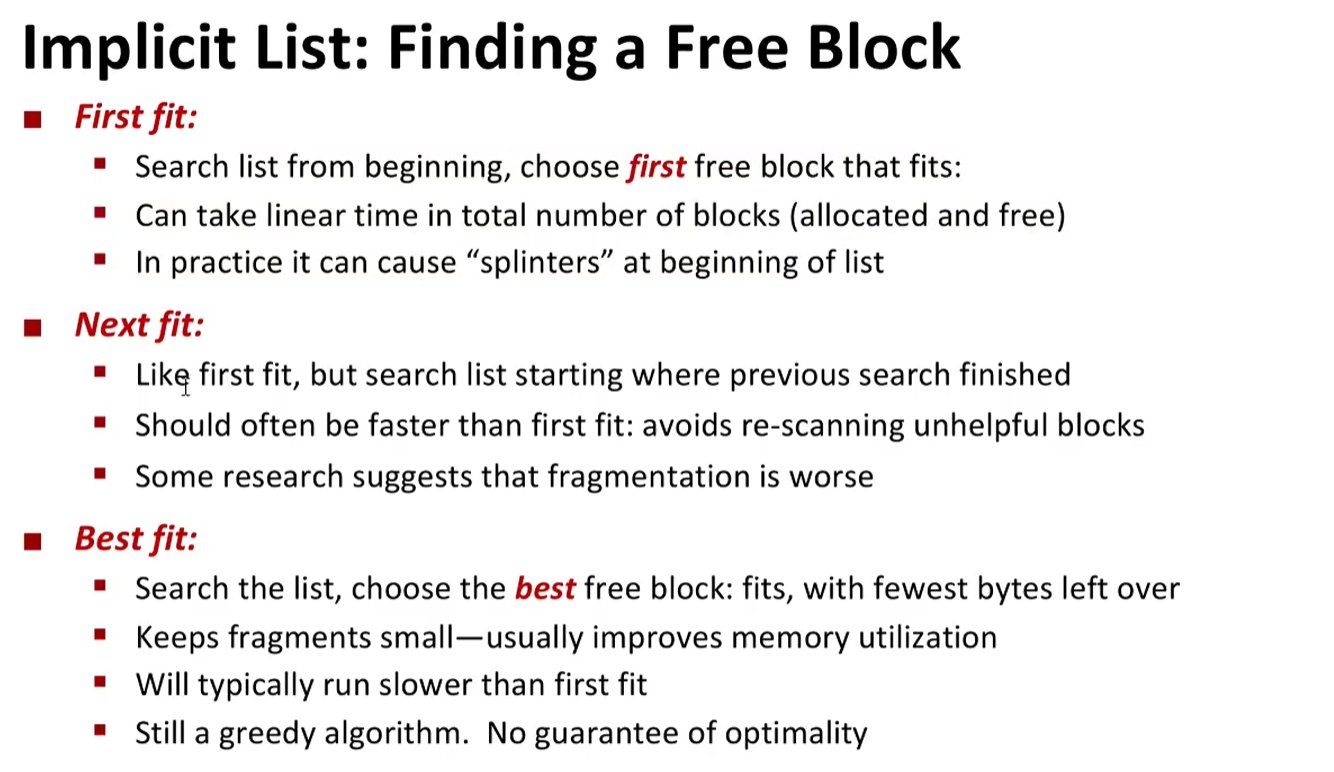 Implicit List: Finding a Free Block
First fit:
Search list from beginning, choose first free block that fits:
Can take linear time in total number of blocks (allocated and free)
In practice it can cause “splinters” at beginning of list
Next fit:
Like first fit, but search list starting where previous search finished
Should often be faster than first fit: avoids re-scanning unhelpful blocks
Some research suggests that fragmentation is worse
Best fit:
Search the list, choose the best free block: fits, with fewest bytes left over
Keeps fragments small—usually improves memory utilization
Will typically run slower than first fit
Still a greedy algorithm.  No guarantee of optimality